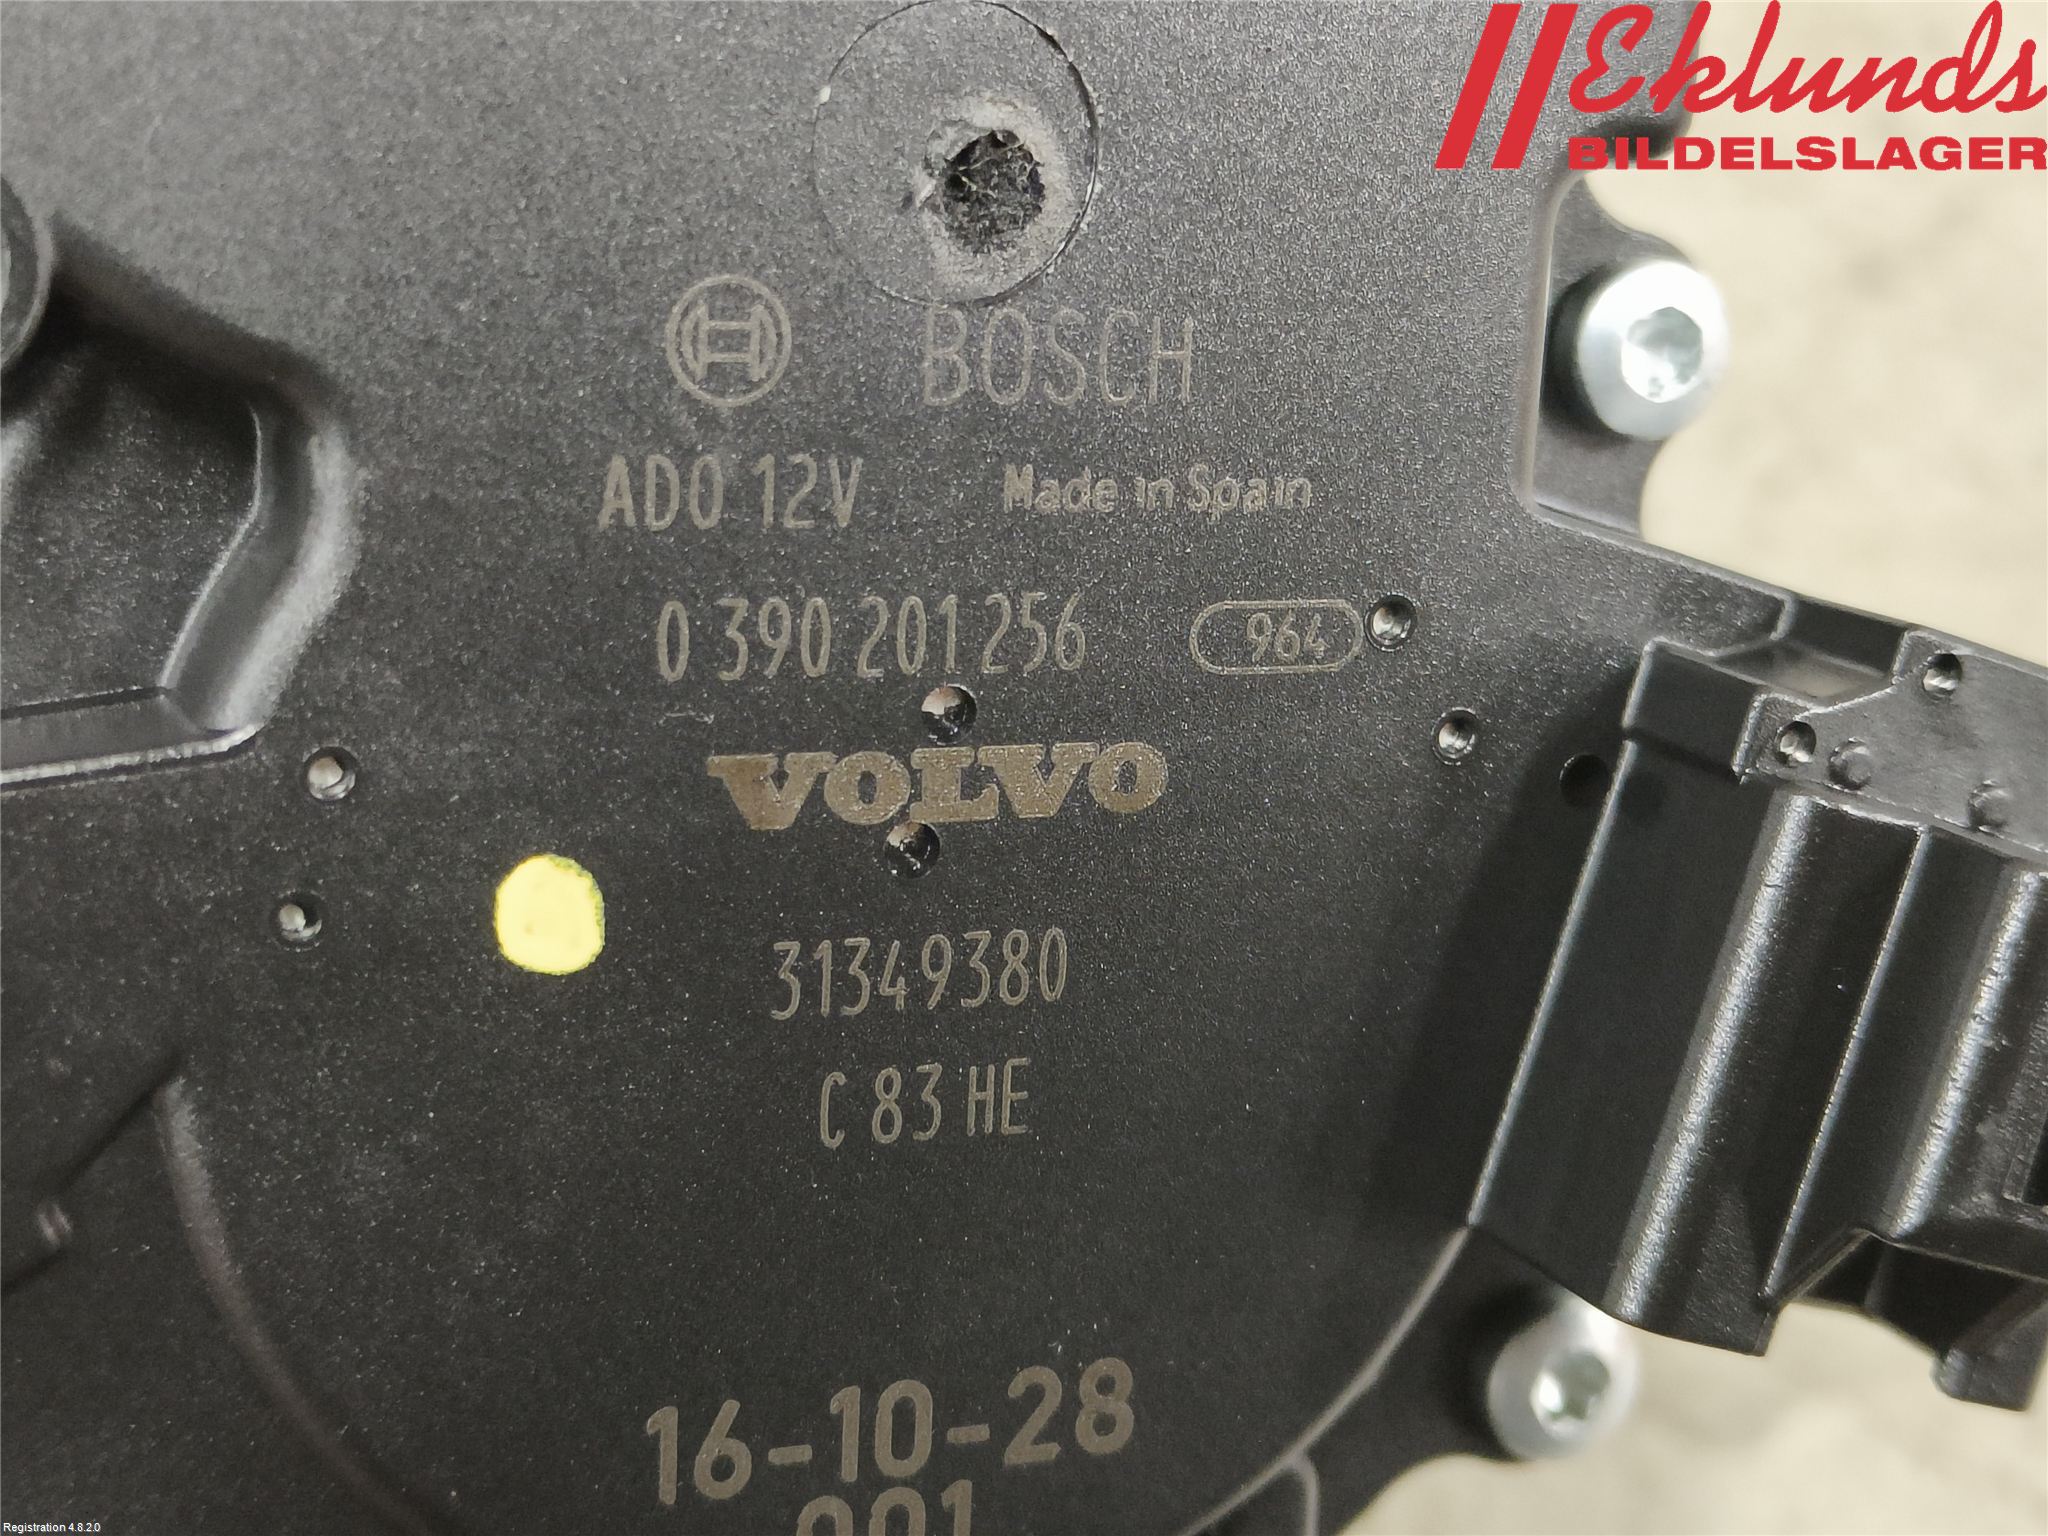 Eklunds
BILDELSLAGER
BOSCH
ADO 12V Made in Spain
0 390 201 256 964
VOLVO
31349380
C 83 HE
16-10-28
001
Registration 4.8.2.0